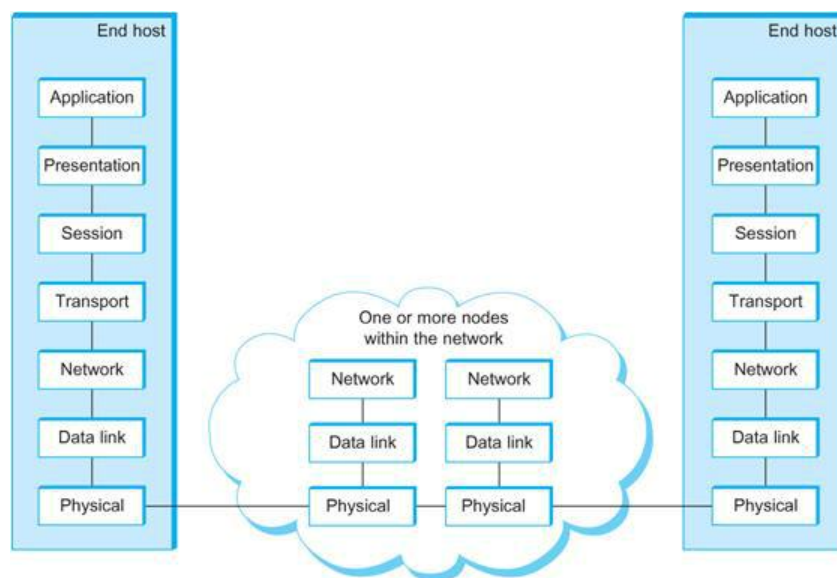 End host
Application
Presentation
Session
Transport
Network
Data link
Physical
One or more nodes
within the network
Network
Data link
Physical
Network
Data link
Physical
End host
Application
Presentation
Session
Transport
Network
Data link
Physical